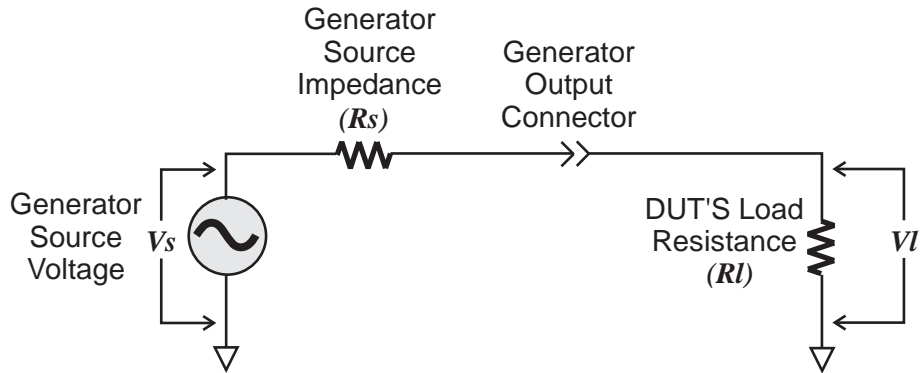 Generator
Source
Impedance
(Rs)
Generator
Output
Connector
Generator
Source
Voltage
Vs
DUT'S Load
Resistance
(Rl)
Vl